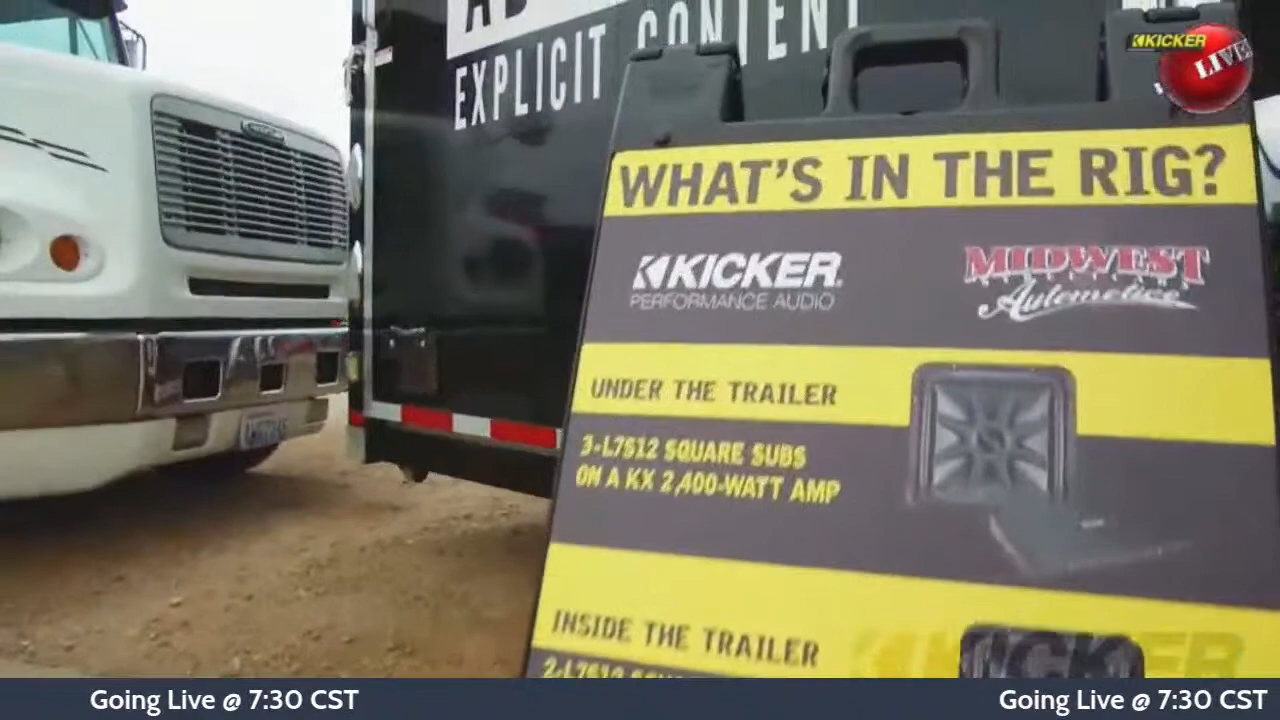 EXPLICIT CONTENT
KICKER LIVE!
WHAT'S IN THE RIG?
KICKER
PERFORMANCE AUDIO
MIDWEST
Automotive
UNDER THE TRAILER
3-L7S12 SQUARE SUBS
ON A KX 2,400-WATT AMP
INSIDE THE TRAILER
KICKER
Going Live @ 7:30 CST
Going Live @ 7:30 CST